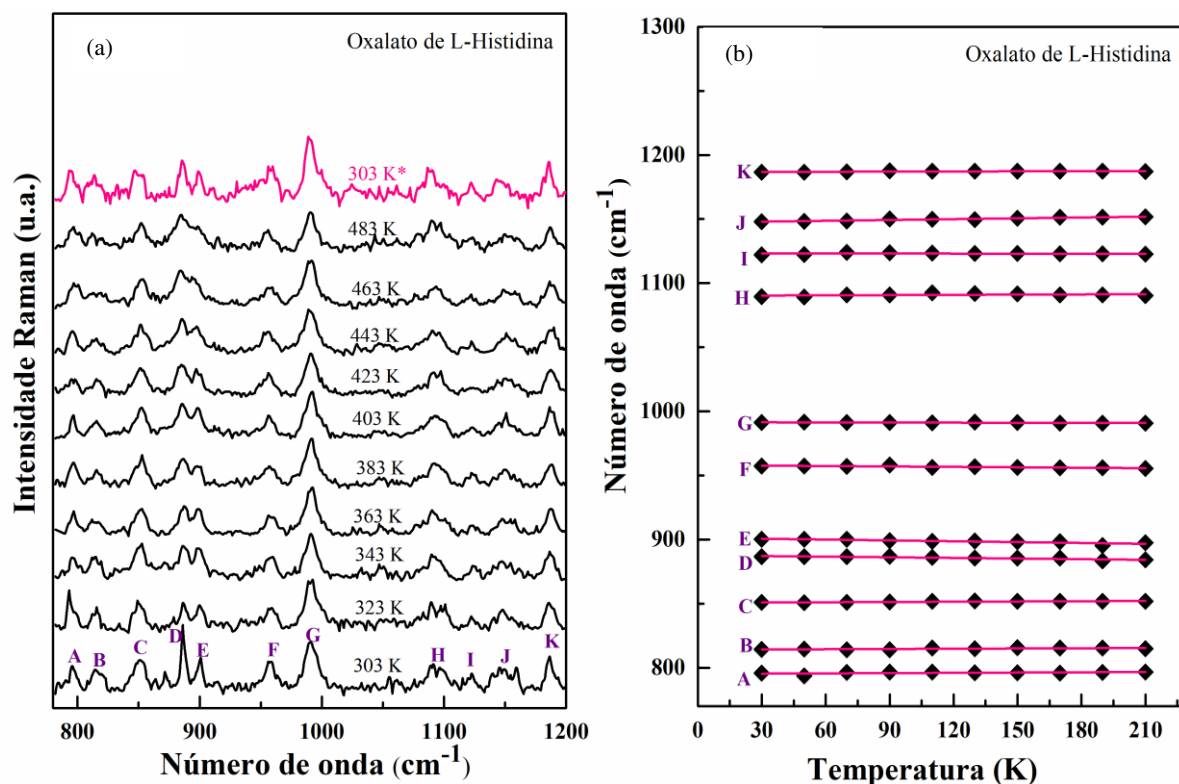 (a)
Oxalato de L-Histidina
303 K*
483 K
463 K
443 K
423 K
403 K
383 K
363 K
343 K
323 K
303 K
A B C D E F G H I J K
800 900 1000 1100 1200
Número de onda (cm-1)
Intensidade Raman (u.a.)
(b)
Oxalato de L-Histidina
1300
1200
1100
1000
900
800
K
J
I
H
G
F
E
D
C
B
A
0 30 60 90 120 150 180 210
Temperatura (K)
Número de onda (cm-1)